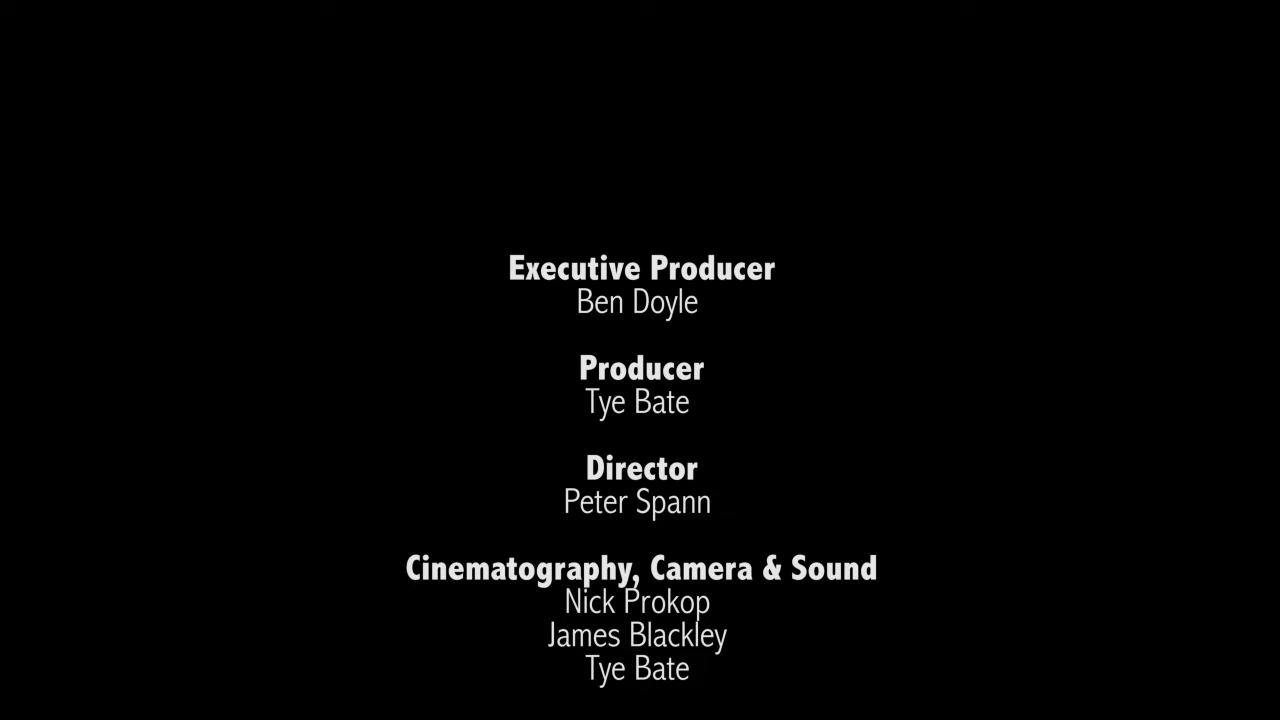 Executive Producer
Ben Doyle
Producer
Tye Bate
Director
Peter Spann
Cinematography, Camera & Sound
Nick Prokop
James Blackley
Tye Bate